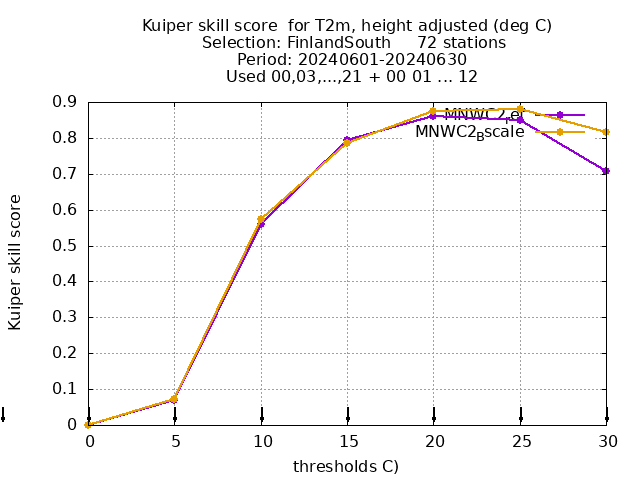 Kuiper skill score  for T2m, height adjusted (deg C)
Selection: FinlandSouth     72 stations
Period: 20240601-20240630
Used 00,03,...,21 + 00 01 ... 12
0.9
0.8
0.7
0.6
0.5
0.4
0.3
0.2
0.1
0
Kuiper skill score
MNWC2_B scale
0 5 10 15 20 25 30
thresholds C)